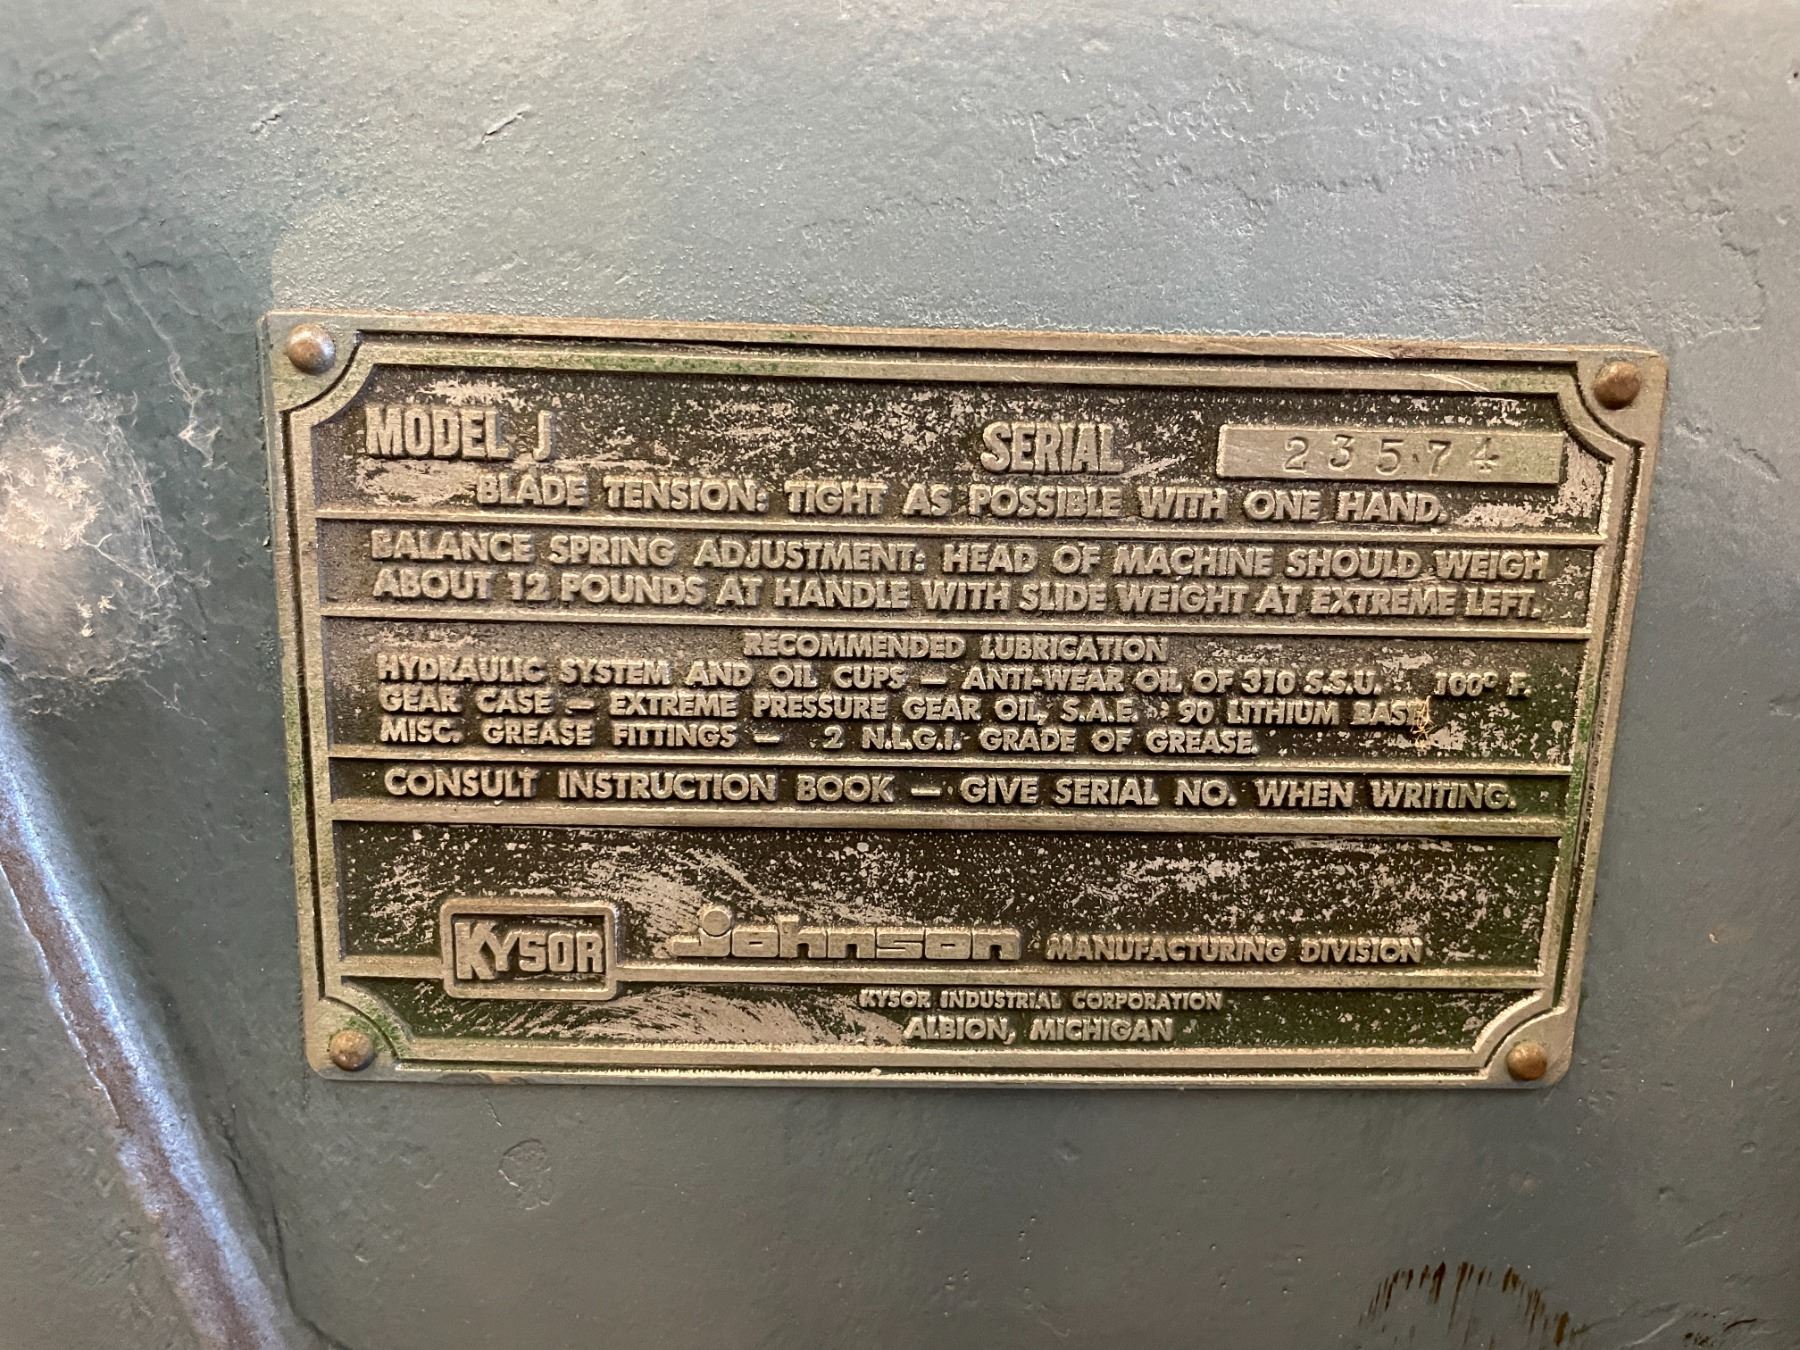 MODEL J SERIAL 23574
BLADE TENSION: TIGHT AS POSSIBLE WITH ONE HAND.
BALANCE SPRING ADJUSTMENT: HEAD OF MACHINE SHOULD WEIGH
ABOUT 12 POUNDS AT HANDLE WITH SLIDE WEIGHT AT EXTREME LEFT.
RECOMMENDED LUBRICATION
HYDRAULIC SYSTEM AND OIL CUPS — ANTI-WEAR OIL OF 310 S.S.U. 100° F.
GEAR CASE — EXTREME PRESSURE GEAR OIL, S.A.E. 90 LITHIUM BASE
MISC. GREASE FITTINGS — 2 N.L.G.I. GRADE OF GREASE.
CONSULT INSTRUCTION BOOK — GIVE SERIAL NO. WHEN WRITING.
KYSOR johnson MANUFACTURING DIVISION
KYSOR INDUSTRIAL CORPORATION
ALBION, MICHIGAN